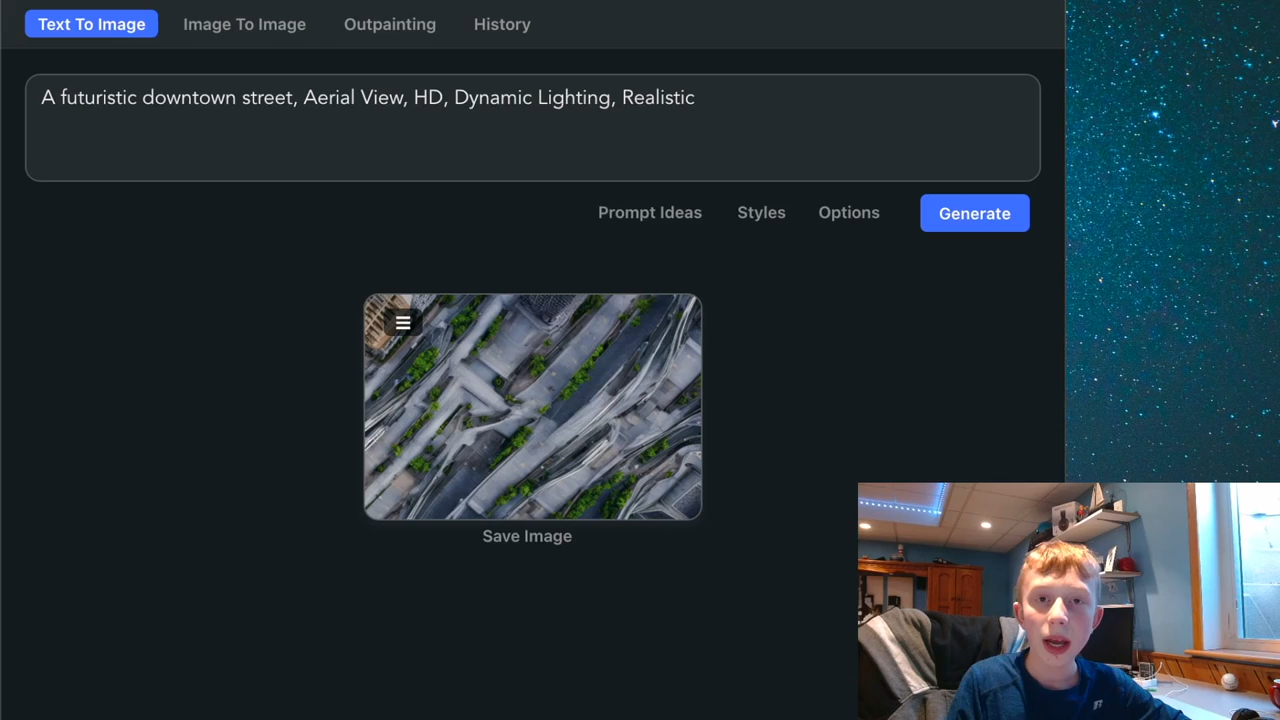 Text To Image
Image To Image
Outpainting
History
A futuristic downtown street, Aerial View, HD, Dynamic Lighting, Realistic
Prompt Ideas
Styles
Options
Generate
Save Image